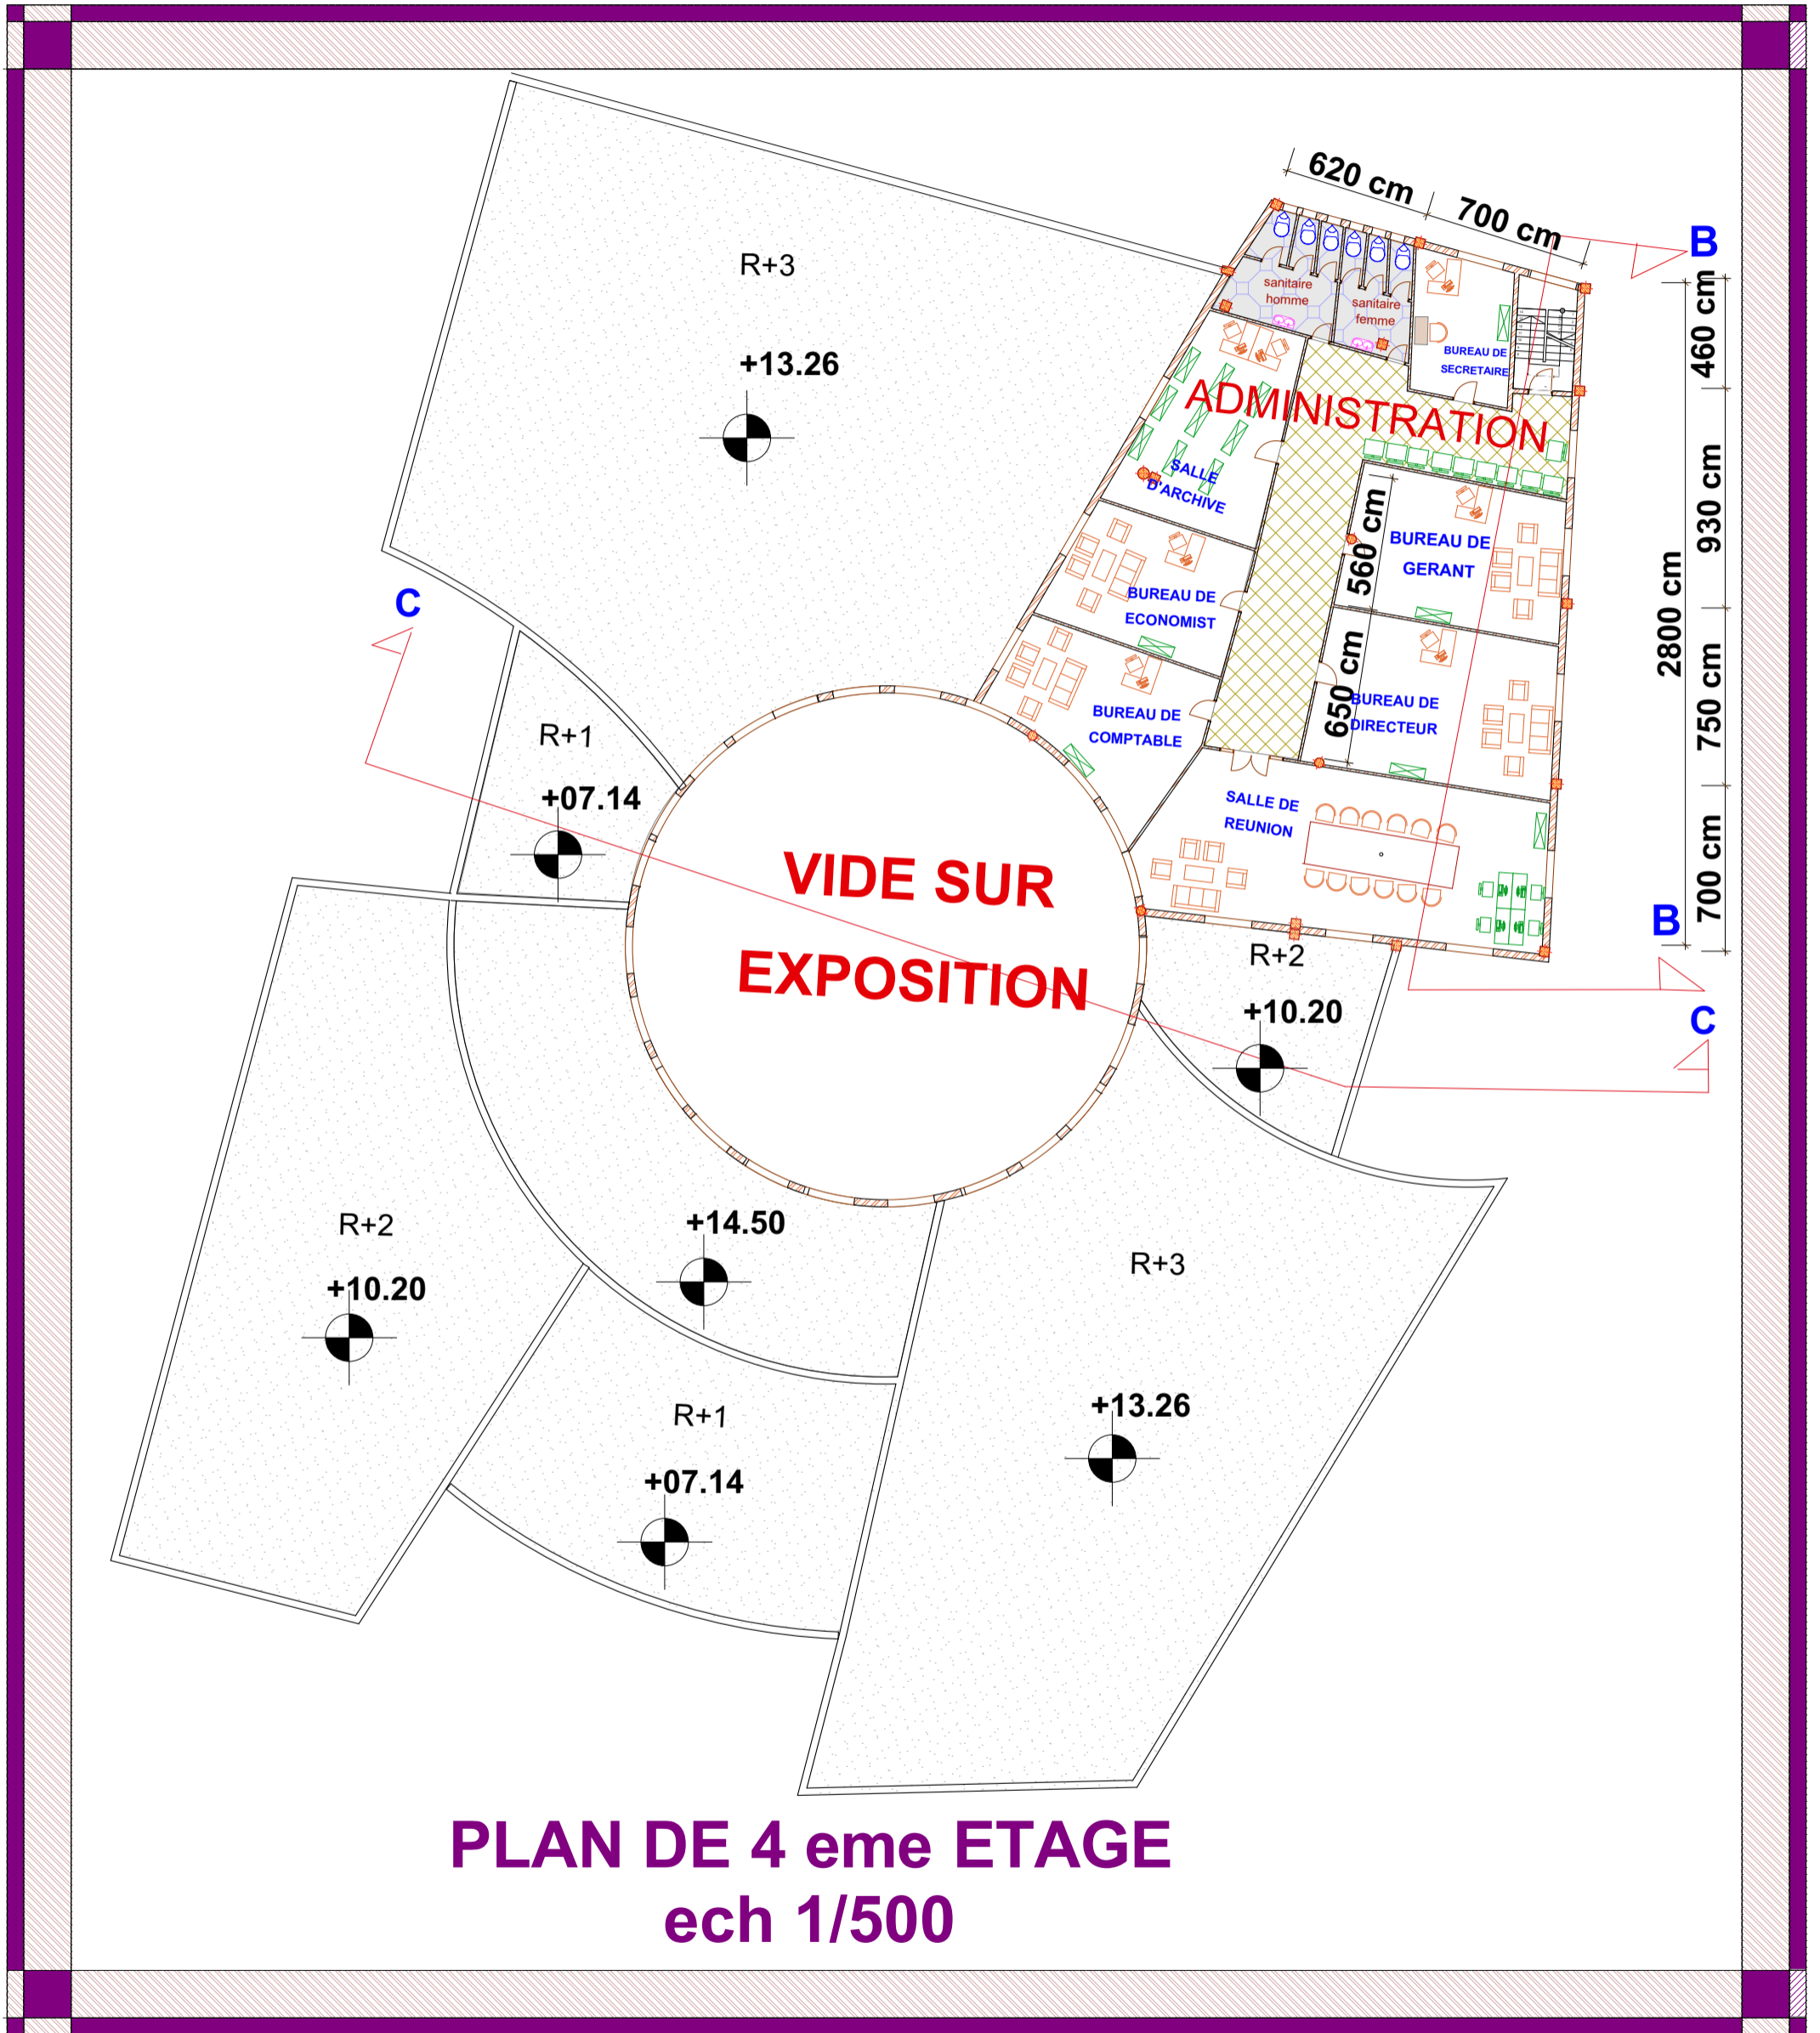 620 cm
700 cm
B
R+3
+13.26
sanitaire
homme
sanitaire
femme
BUREAU DE
SECRETAIRE
460 cm
ADMINISTRATION
SALLE
D'ARCHIVE
930 cm
560 cm
BUREAU DE
GERANT
C
BUREAU DE
ECONOMIST
2800 cm
650 cm
BUREAU DE
DIRECTEUR
750 cm
BUREAU DE
COMPTABLE
R+1
+07.14
SALLE DE
REUNION
700 cm
VIDE SUR
EXPOSITION
B
R+2
+10.20
C
R+2
+10.20
+14.50
R+3
+13.26
R+1
+07.14
PLAN DE 4 eme ETAGE
ech 1/500